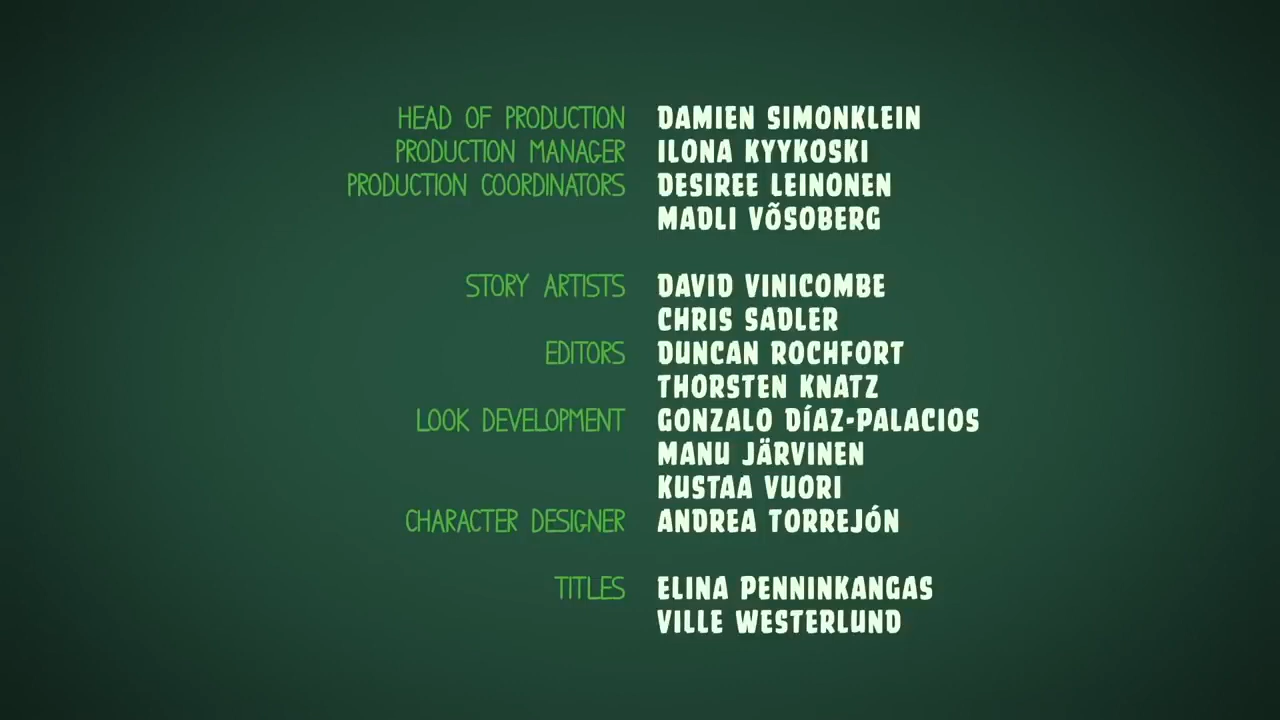 HEAD OF PRODUCTION DAMIEN SIMONKLEIN
PRODUCTION MANAGER ILONA KYYKOSKI
PRODUCTION COORDINATORS DESIREE LEINONEN
MADLI VÕSOBERG
STORY ARTISTS DAVID VINICOMBE
CHRIS SADLER
EDITORS DUNCAN ROCHFORT
THORSTEN KNATZ
LOOK DEVELOPMENT GONZALO DÍAZ-PALACIOS
MANU JÄRVINEN
KUSTAA VUORI
CHARACTER DESIGNER ANDREA TORREJÓN
TITLES ELINA PENNINKANGAS
VILLE WESTERLUND